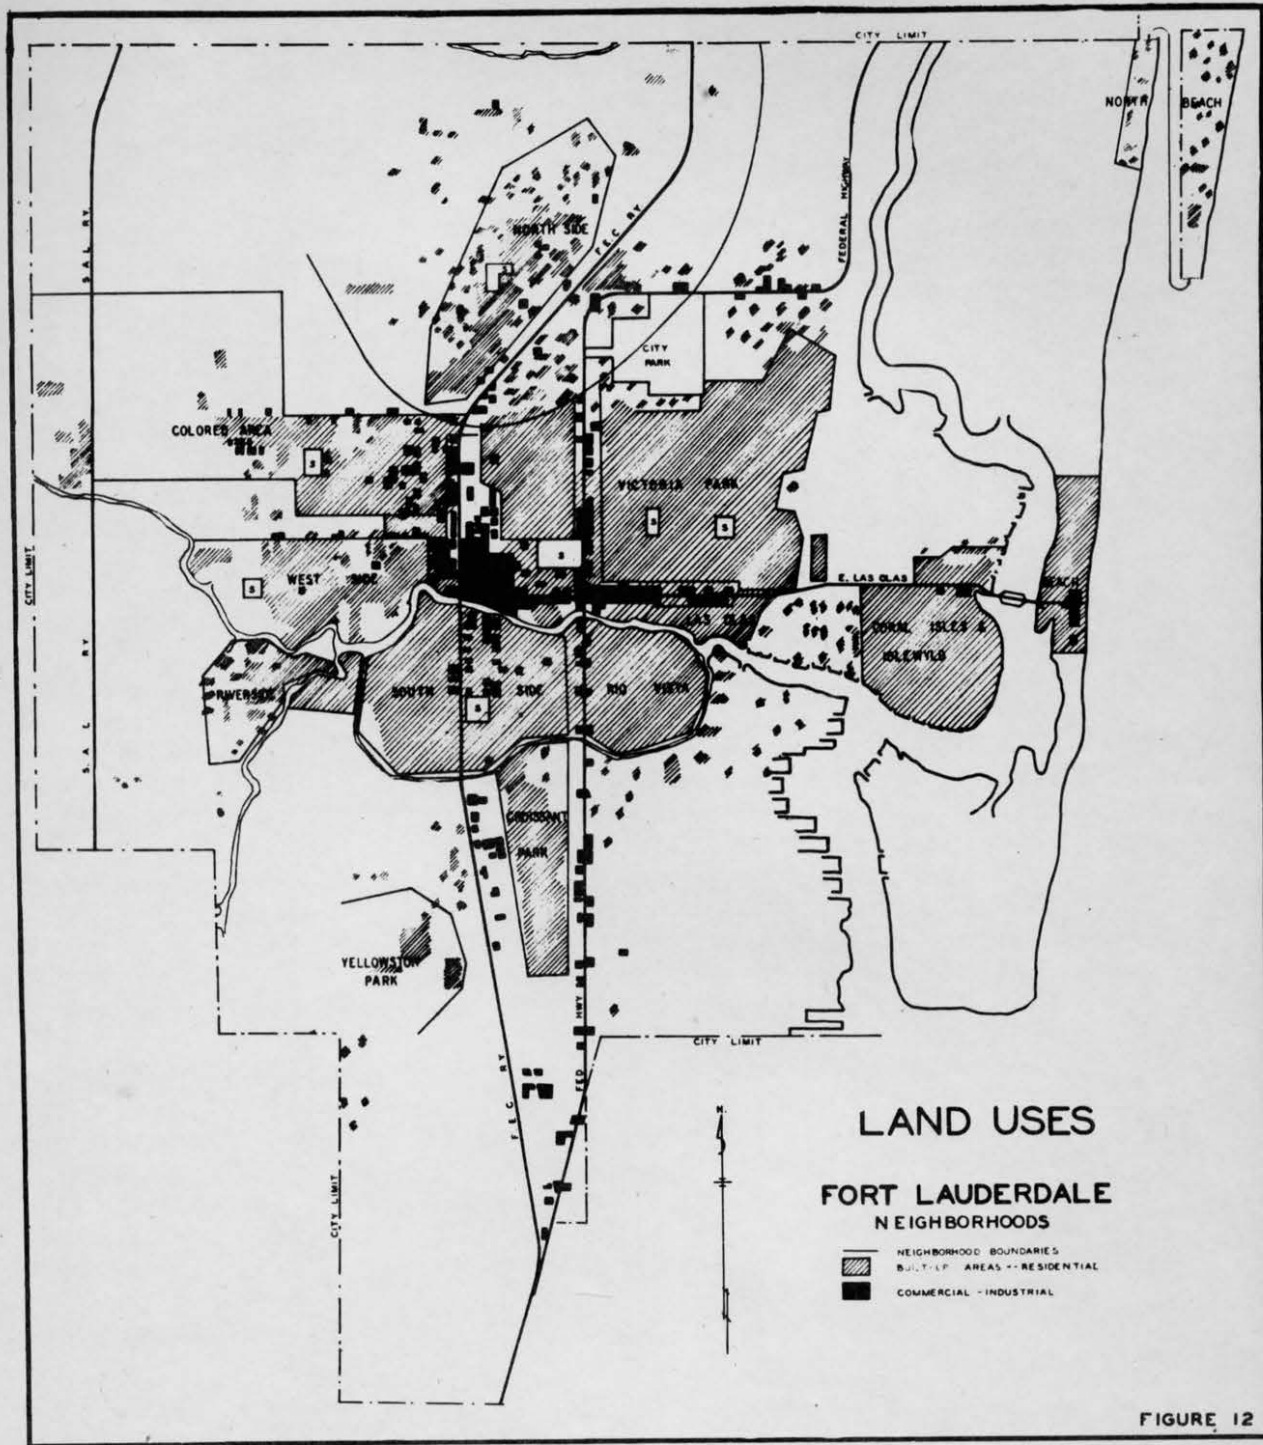 CITY LIMIT
NORTH BEACH
S.A.L. RY.
FEDERAL HIGHWAY
NORTH SIDE
F.E.C. RY
CITY
PARK
COLORED AREA
S
VICTORIA PARK
S
S
S
CITY LIMIT
WEST SIDE
S
E. LAS OLAS
BEACH
LAS OLAS
CORAL ISLES &
IDLEWYLD
RIVERSIDE
SOUTH SIDE
RIO VISTA
S
S.A.L. RY
CROISSANT
PARK
YELLOWSTON
PARK
FED HWY
CITY LIMIT
F.E.C. RY
CITY LIMIT
N.
LAND USES
FORT LAUDERDALE
NEIGHBORHOODS
NEIGHBORHOOD BOUNDARIES
BUILT-UP AREAS -- RESIDENTIAL
COMMERCIAL - INDUSTRIAL
FIGURE 12